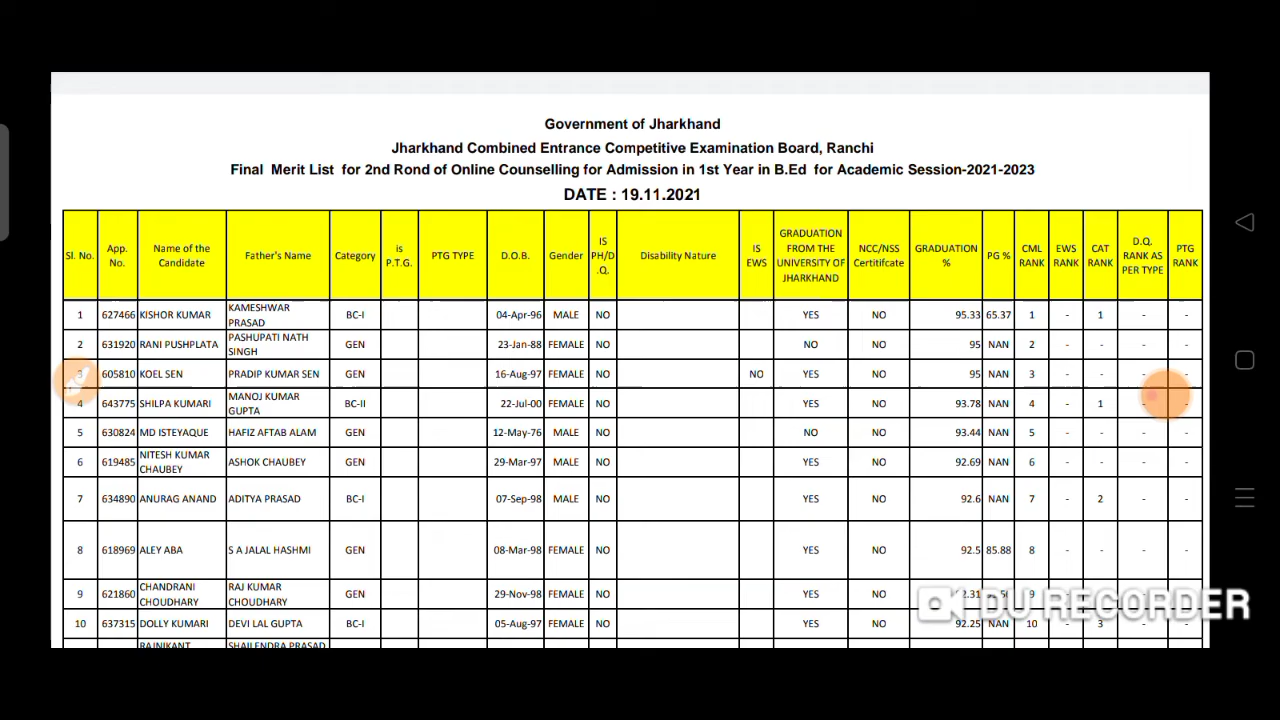 Government of Jharkhand
Jharkhand Combined Entrance Competitive Examination Board, Ranchi
Final Merit List for 2nd Rond of Online Counselling for Admission in 1st Year in B.Ed for Academic Session-2021-2023
DATE : 19.11.2021
Sl. No. App. No. Name of the Candidate Father's Name Category is P.T.G. PTG TYPE D.O.B. Gender IS PH/D .Q. Disability Nature IS EWS GRADUATION FROM THE UNIVERSITY OF JHARKHAND NCC/NSS Certitifcate GRADUATION % PG % CML RANK EWS RANK CAT RANK D.Q. RANK AS PER TYPE PTG RANK
1 627466 KISHOR KUMAR KAMESHWAR PRASAD BC-I 04-Apr-96 MALE NO YES NO 95.33 65.37 1 - 1 - -
2 631920 RANI PUSHPLATA PASHUPATI NATH SINGH GEN 23-Jan-88 FEMALE NO NO NO 95 NAN 2 - - - -
3 605810 KOEL SEN PRADIP KUMAR SEN GEN 16-Aug-97 FEMALE NO NO YES NO 95 NAN 3 - - - -
4 643775 SHILPA KUMARI MANOJ KUMAR GUPTA BC-II 22-Jul-00 FEMALE NO YES NO 93.78 NAN 4 - 1 - -
5 630824 MD ISTEYAQUE HAFIZ AFTAB ALAM GEN 12-May-76 MALE NO NO NO 93.44 NAN 5 - - - -
6 619485 NITESH KUMAR CHAUBEY ASHOK CHAUBEY GEN 29-Mar-97 MALE NO YES NO 92.69 NAN 6 - - - -
7 634890 ANURAG ANAND ADITYA PRASAD BC-I 07-Sep-98 MALE NO YES NO 92.6 NAN 7 - 2 - -
8 618969 ALEY ABA S A JALAL HASHMI GEN 08-Mar-98 FEMALE NO YES NO 92.5 85.88 8 - - - -
9 621860 CHANDRANI CHOUDHARY RAJ KUMAR CHOUDHARY GEN 29-Nov-98 FEMALE NO YES NO 9 - - - -
10 637315 DOLLY KUMARI DEVI LAL GUPTA BC-I 05-Aug-97 FEMALE NO YES NO 92.25 NAN 10 - 3 - -
RAJNIKANT SHAILENDRA PRASAD
DU RECORDER